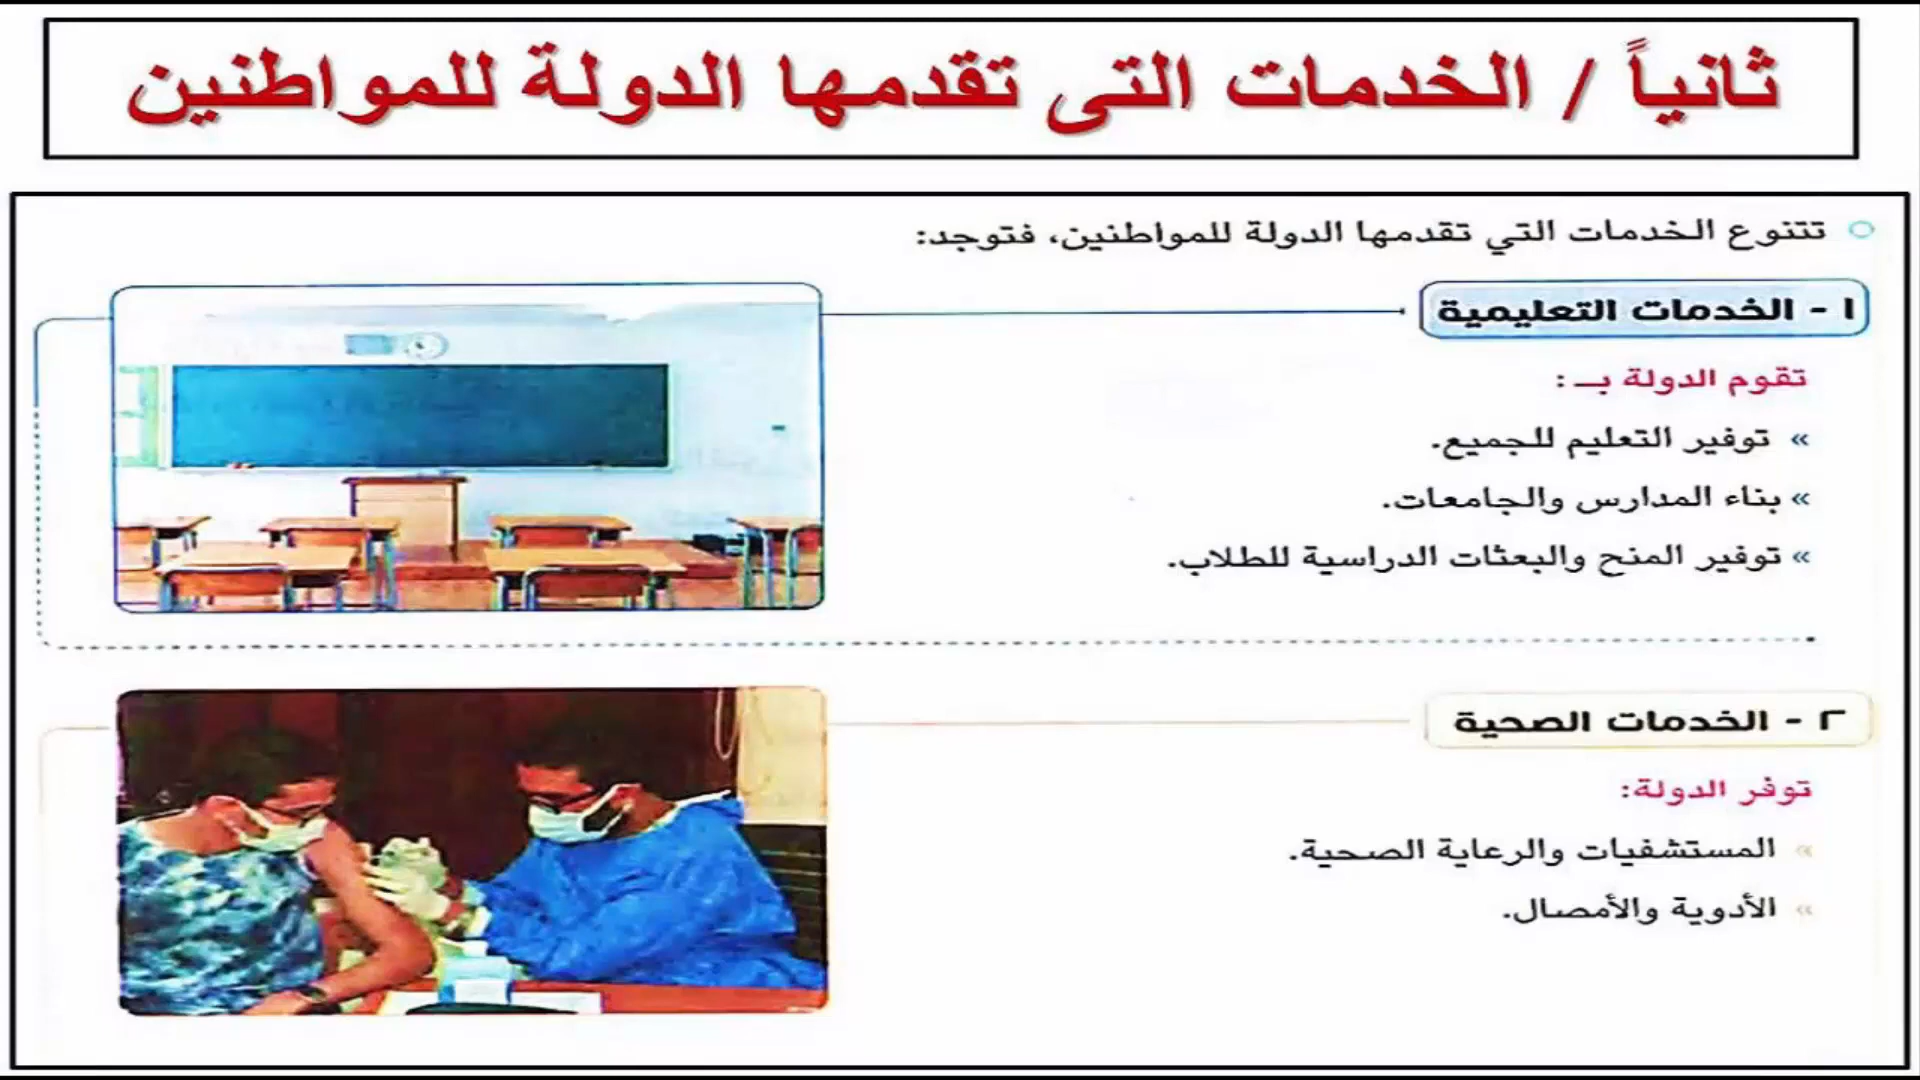 ثانياً / الخدمات التى تقدمها الدولة للمواطنين
تتنوع الخدمات التي تقدمها الدولة للمواطنين، فتوجد:
١ - الخدمات التعليمية
تقوم الدولة بـ :
» توفير التعليم للجميع.
» بناء المدارس والجامعات.
» توفير المنح والبعثات الدراسية للطلاب.
٢ - الخدمات الصحية
توفر الدولة:
» المستشفيات والرعاية الصحية.
» الأدوية والأمصال.